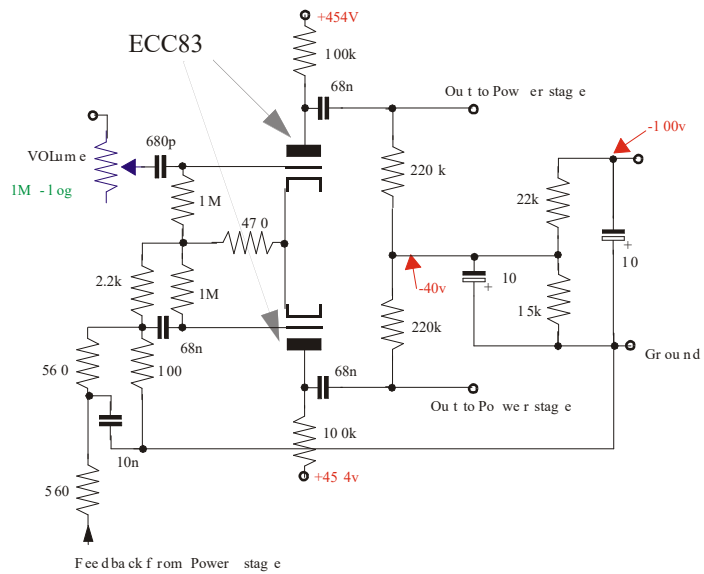 +454V
ECC83
100k
68n
Out to Power stage
-100v
VOLume
680p
1M -log
220 k
22k
1M
470
10
2.2k
-40v
10
1M
15k
220k
68n
Ground
560
100
68n
Out to Power stage
10n
100k
+454v
560
Feedback from Power stage
+
+